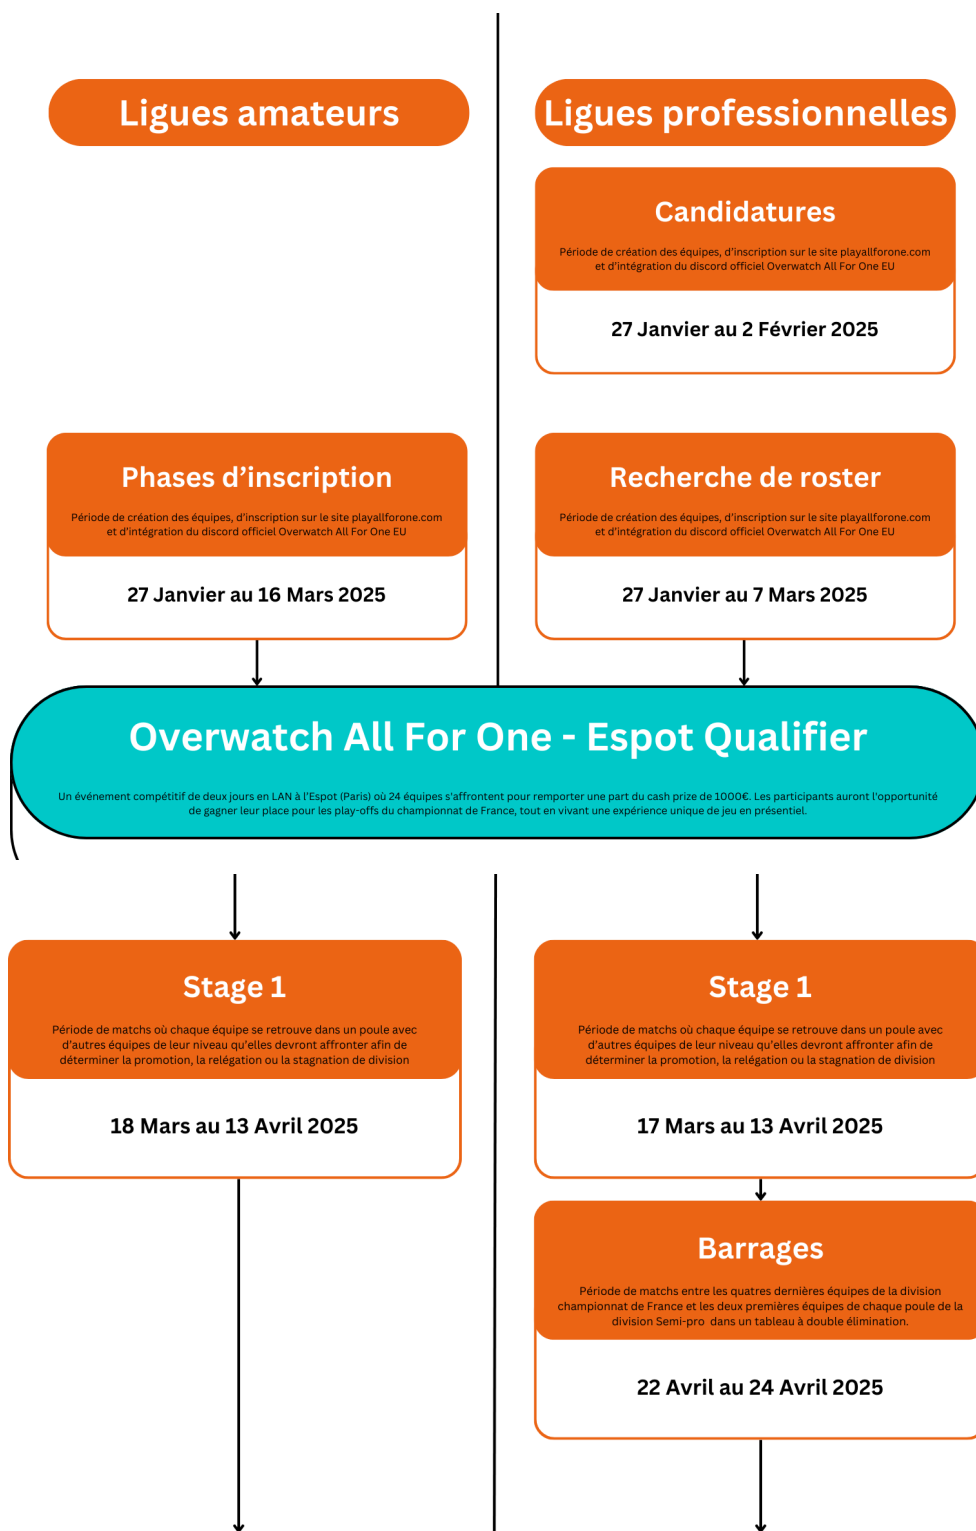 Ligues amateurs
Ligues professionnelles
Candidatures
Période de création des équipes, d'inscription sur le site playallforone.com
et d'intégration du discord officiel Overwatch All For One EU
27 Janvier au 2 Février 2025
Phases d'inscription
Période de création des équipes, d'inscription sur le site playallforone.com
et d'intégration du discord officiel Overwatch All For One EU
27 Janvier au 16 Mars 2025
Recherche de roster
Période de création des équipes, d'inscription sur le site playallforone.com
et d'intégration du discord officiel Overwatch All For One EU
27 Janvier au 7 Mars 2025
Overwatch All For One - Espot Qualifier
Un événement compétitif de deux jours en LAN à l'Espot (Paris) où 24 équipes s'affrontent pour remporter une part du cash prize de 1000€. Les participants auront l'opportunité
de gagner leur place pour les play-offs du championnat de France, tout en vivant une expérience unique de jeu en présentiel.
Stage 1
Période de matchs où chaque équipe se retrouve dans un poule avec
d'autres équipes de leur niveau qu'elles devront affronter afin de
déterminer la promotion, la relégation ou la stagnation de division
18 Mars au 13 Avril 2025
Stage 1
Période de matchs où chaque équipe se retrouve dans un poule avec
d'autres équipes de leur niveau qu'elles devront affronter afin de
déterminer la promotion, la relégation ou la stagnation de division
17 Mars au 13 Avril 2025
Barrages
Période de matchs entre les quatres dernières équipes de la division
championnat de France et les deux premières équipes de chaque poule de la
division Semi-pro dans un tableau à double élimination.
22 Avril au 24 Avril 2025